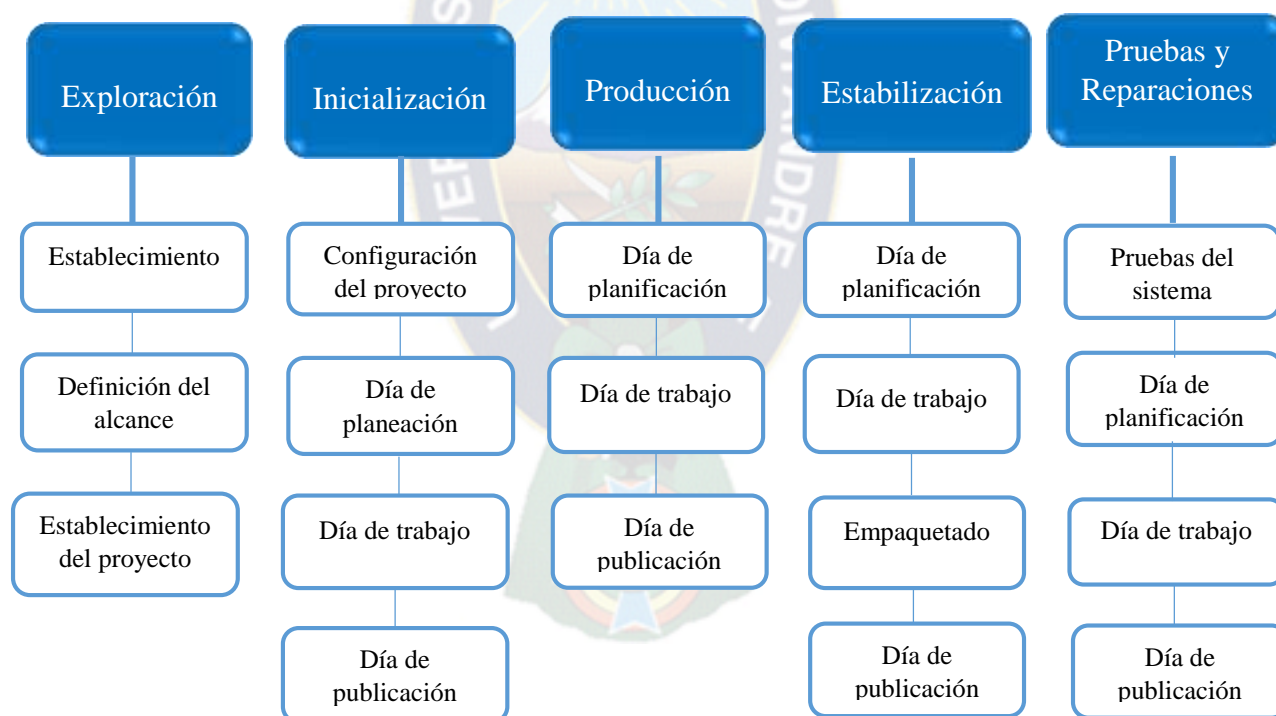 Exploración
Establecimiento
Definición del
alcance
Establecimiento
del proyecto
Inicialización
Configuración
del proyecto
Día de
planeación
Día de trabajo
Día de
publicación
Producción
Día de
planificación
Día de trabajo
Día de
publicación
Estabilización
Día de
planificación
Día de trabajo
Empaquetado
Día de
publicación
Pruebas y
Reparaciones
Pruebas del
sistema
Día de
planificación
Día de trabajo
Día de
publicación